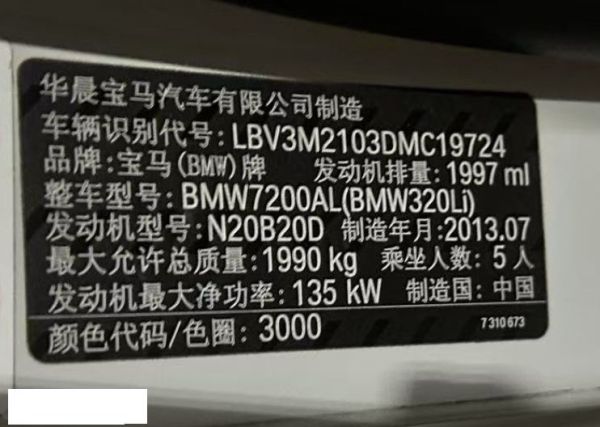 华晨宝马汽车有限公司制造
车辆识别代号: LBV3M2103DMC19724
品牌: 宝马(BMW)牌 发动机排量: 1997 ml
整车型号: BMW7200AL(BMW320Li)
发动机型号: N20B20D 制造年月: 2013.07
最大允许总质量: 1990 kg 乘坐人数: 5 人
发动机最大净功率: 135 kW 制造国: 中国
颜色代码/色圈: 3000 7 310 673